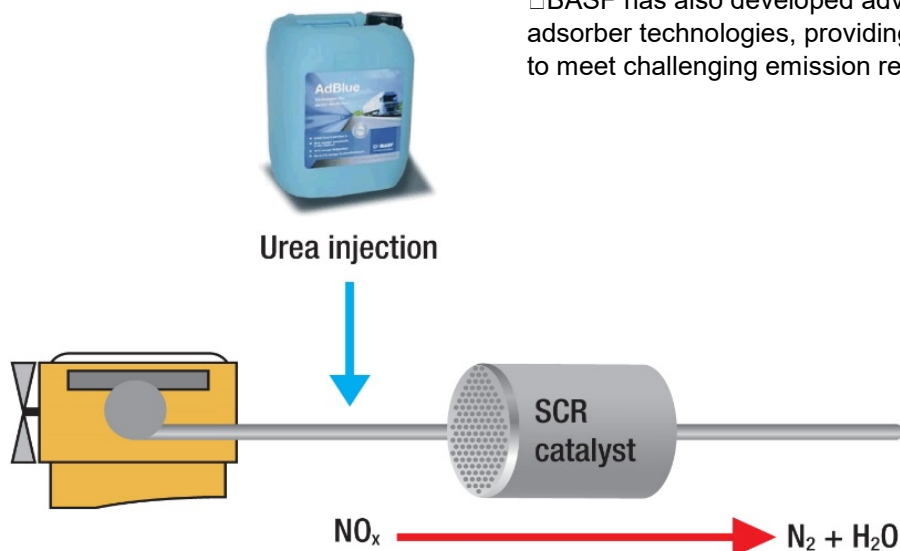 □BASF has also developed adv
adsorber technologies, providing
to meet challenging emission re
AdBlue
Urea injection
SCR
catalyst
NOₓ
N₂ + H₂O